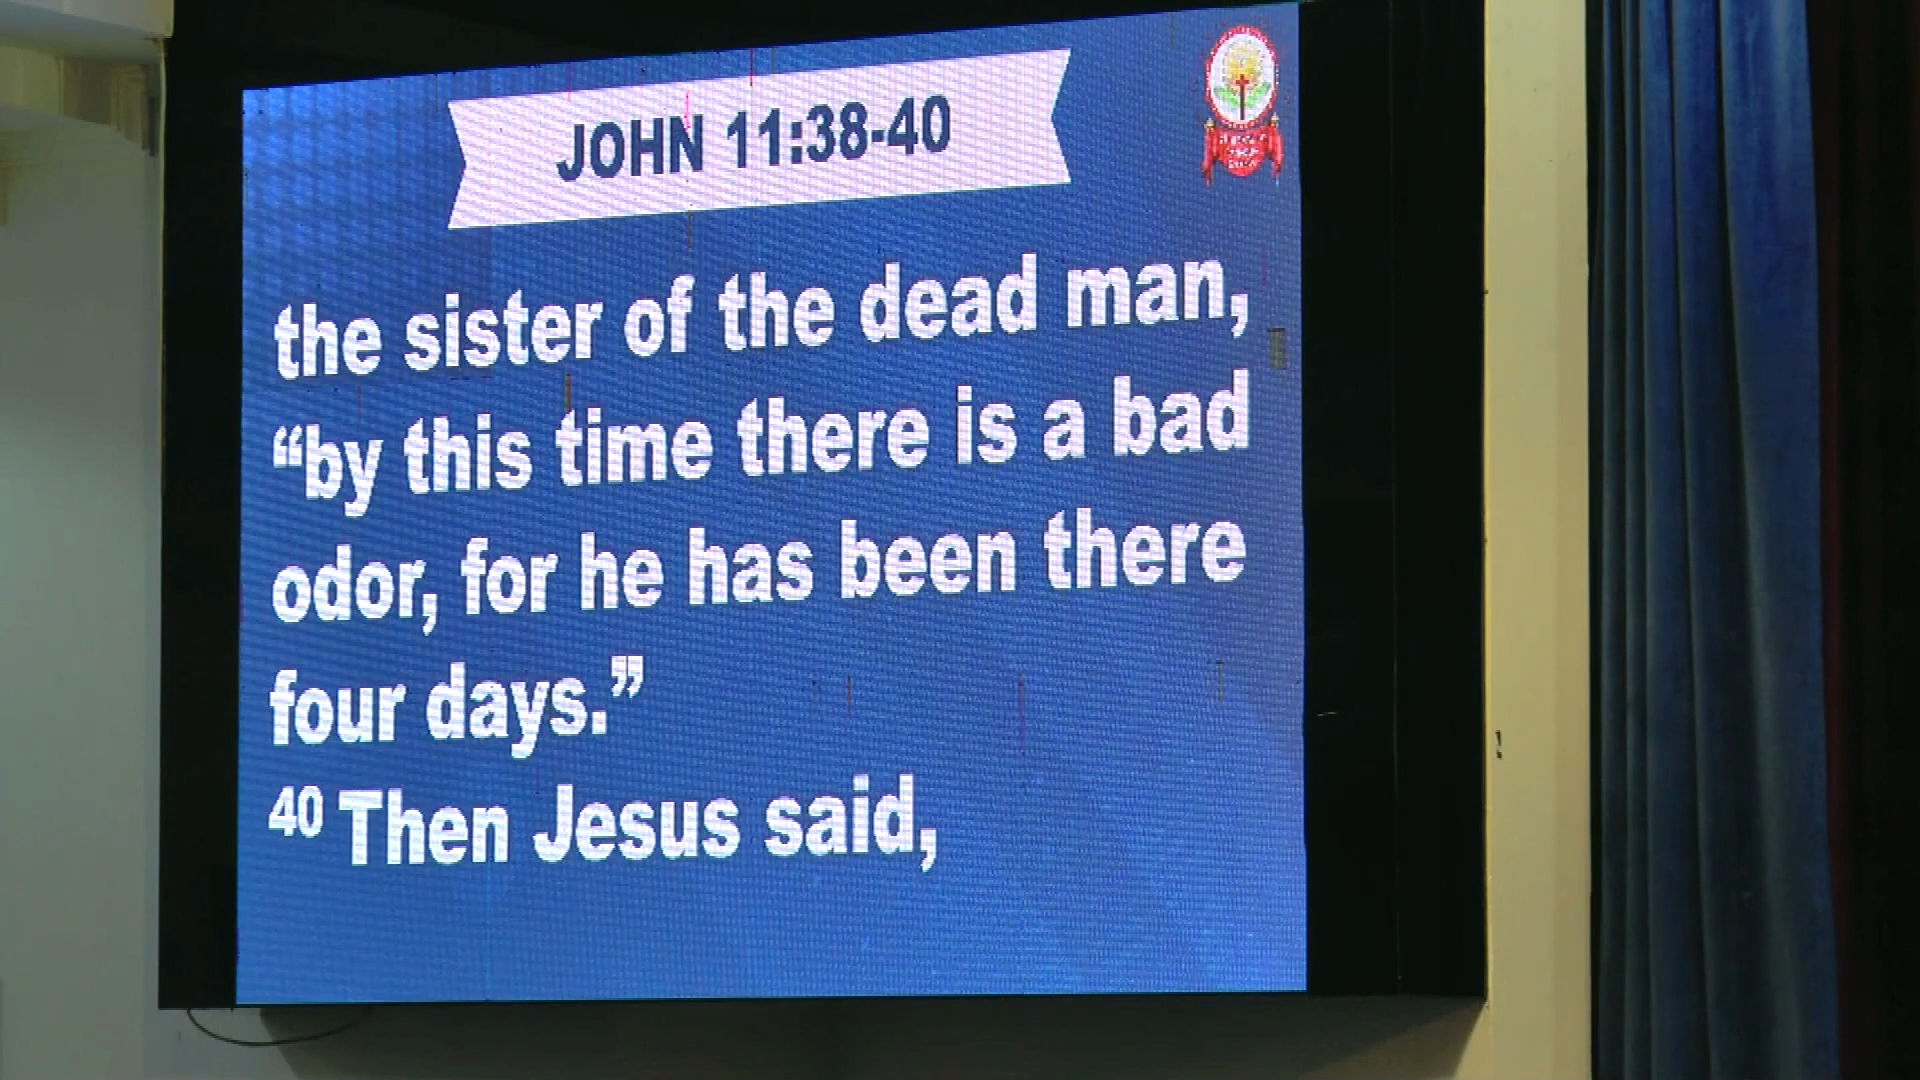 JOHN 11:38-40
the sister of the dead man,
“by this time there is a bad
odor, for he has been there
four days.”
40 Then Jesus said,